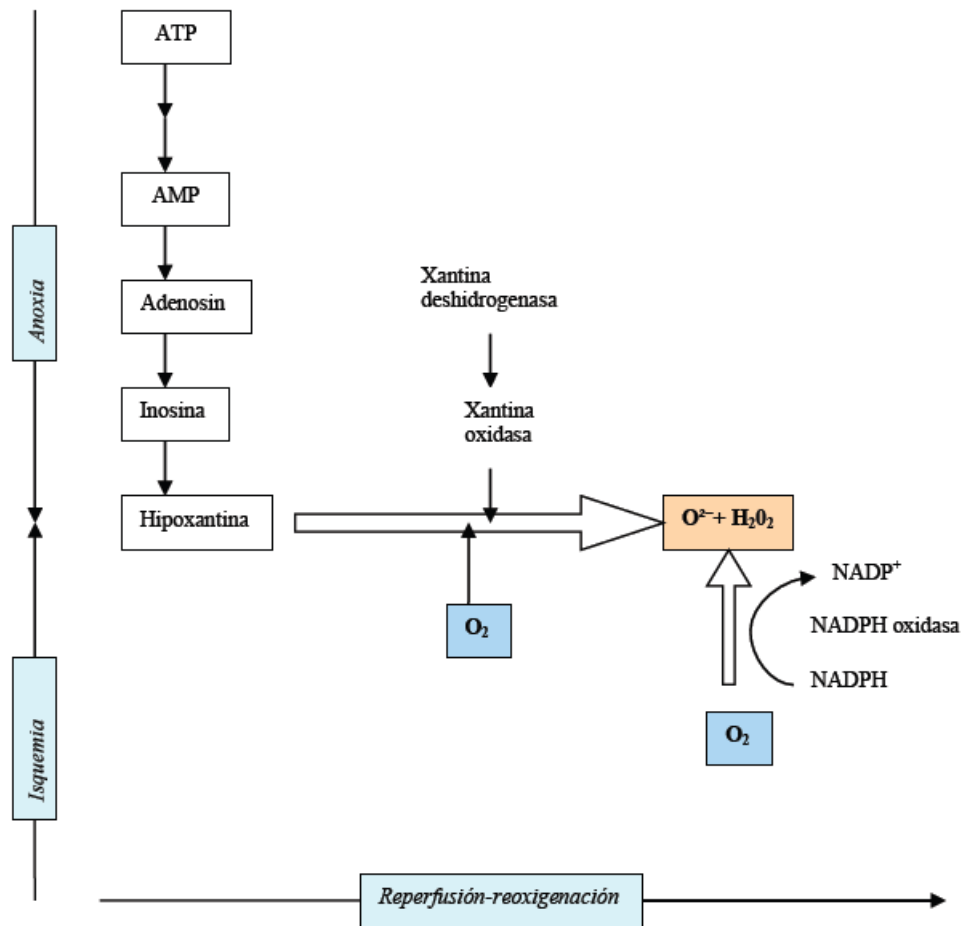 ATP
AMP
Adenosin
Inosina
Hipoxantina
Anoxia
Isquemia
Xantina
deshidrogenasa
Xantina
oxidasa
O₂
O²⁻+ H₂0₂
NADP⁺
NADPH oxidasa
NADPH
O₂
Reperfusión-reoxigenación